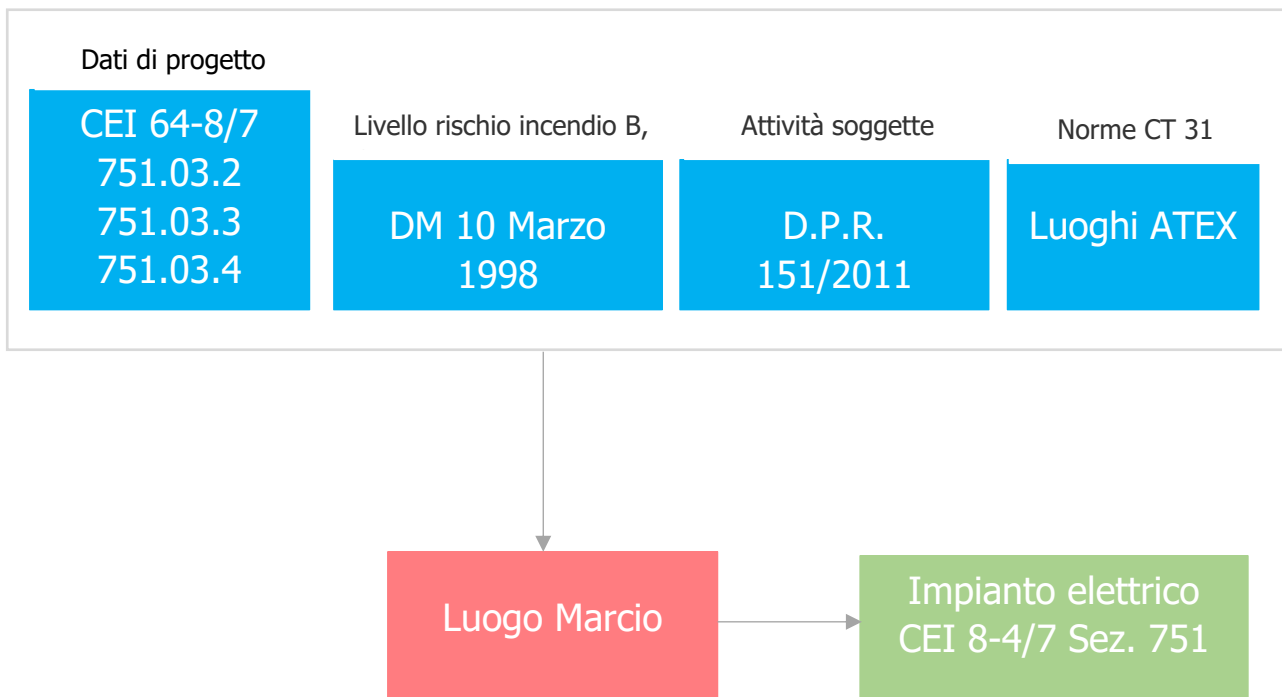 Dati di progetto
CEI 64-8/7
751.03.2
751.03.3
751.03.4
Livello rischio incendio B,
DM 10 Marzo
1998
Attività soggette
D.P.R.
151/2011
Norme CT 31
Luoghi ATEX
Luogo Marcio
Impianto elettrico
CEI 8-4/7 Sez. 751